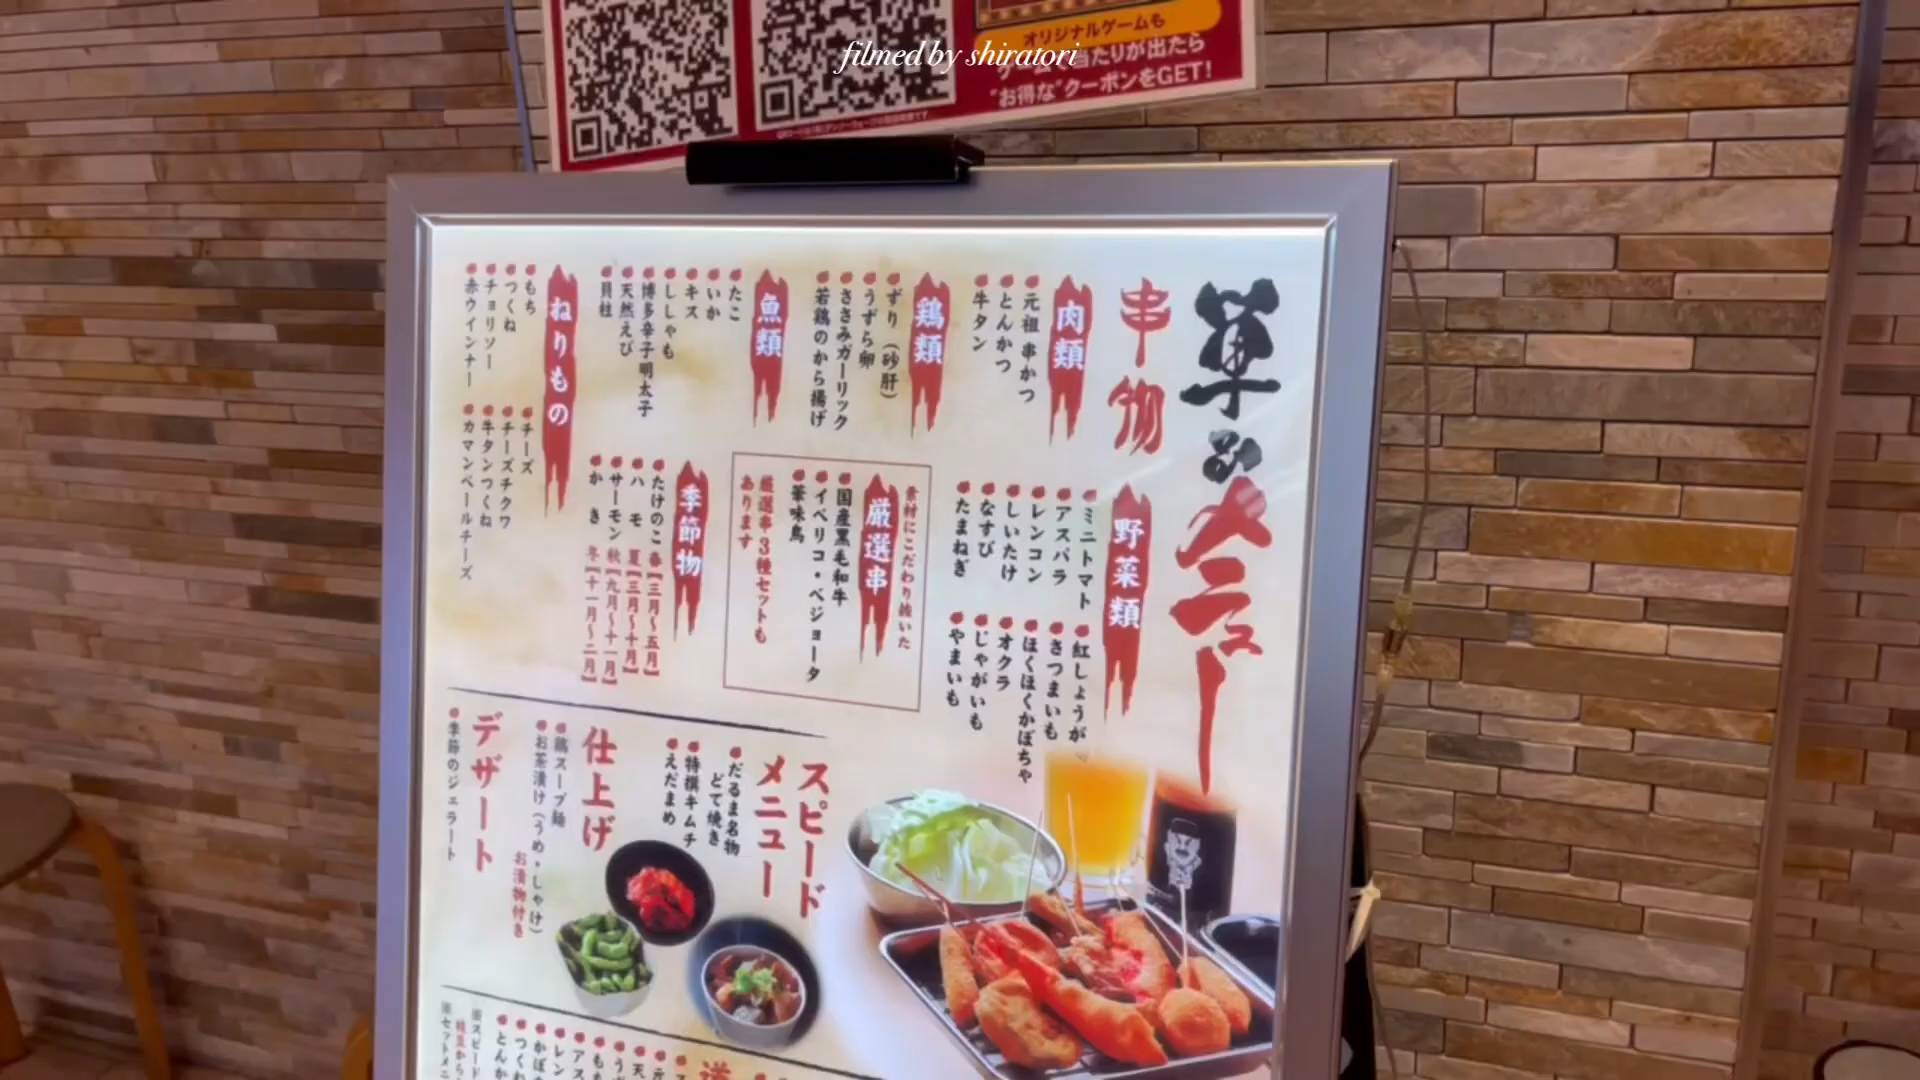 filmed by shiratori
オリジナルゲームも
ゲームで当たりが出たら
“お得な”クーポンをGET!
単品メニュー
串物
肉類
元祖串かつ
とんかつ
牛タン
鶏類
ずり（砂肝）
うずら卵
ささみガーリック
若鶏のから揚げ
魚類
たこ
いか
キス
ししゃも
博多辛子明太子
天然えび
貝柱
ねりもの
もち
つくね
チョリソー
赤ウインナー
チーズ
チーズチクワ
牛タンつくね
カマンベールチーズ
野菜類
ミニトマト
アスパラ
レンコン
しいたけ
なすび
たまねぎ
紅しょうが
さつまいも
ほくほくかぼちゃ
オクラ
じゃがいも
やまいも
素材にこだわり抜いた
厳選串
国産黒毛和牛
イベリコ・ベジョータ
華味鳥
厳選串3種セットも
あります
季節物
たけのこ 春【三月〜五月】
ハモ 夏【三月〜十月】
サーモン 秋【九月〜十一月】
かき 冬【十一月〜二月】
スピード
メニュー
だるま名物
どて焼き
特撰キムチ
えだまめ
仕上げ
鶏スープ麺
お茶漬け（うめ・しゃけ）
お漬物付き
デザート
季節のジェラート